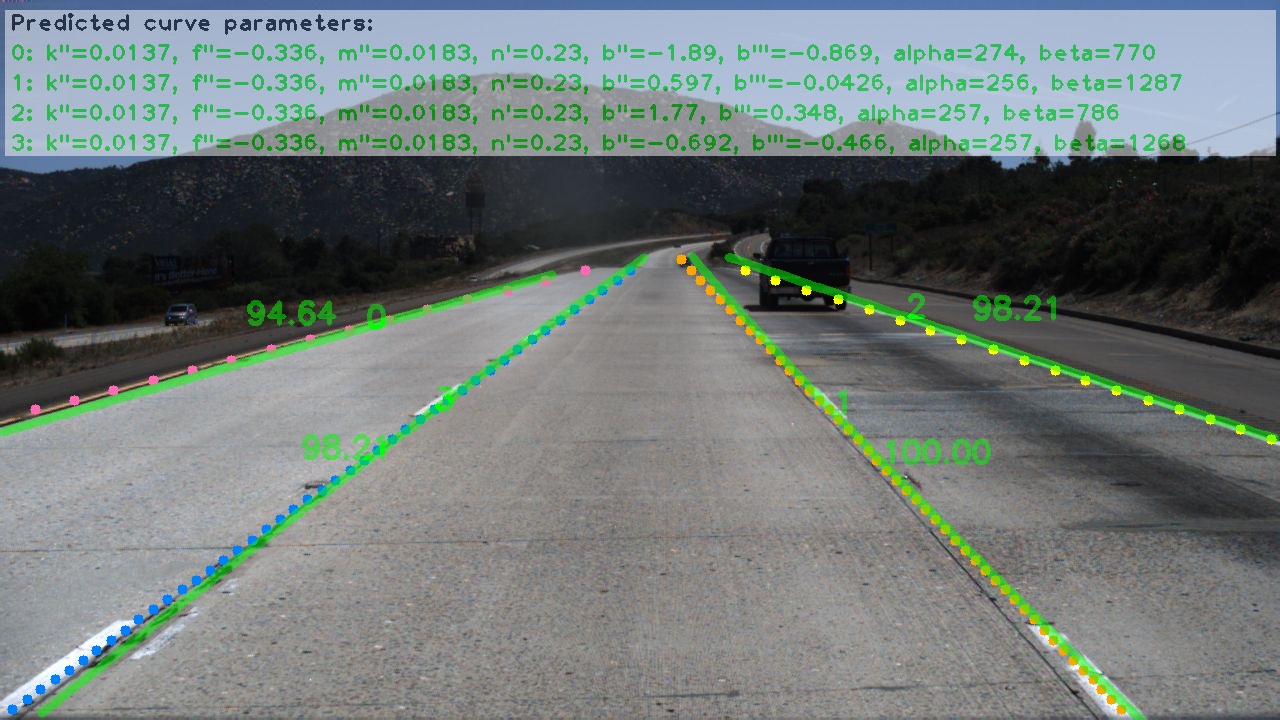 Predicted curve parameters:
0: k''=0.0137, f''=-0.336, m''=0.0183, n'=0.23, b''=-1.89, b'''=-0.869, alpha=274, beta=770
1: k''=0.0137, f''=-0.336, m''=0.0183, n'=0.23, b''=0.597, b'''=-0.0426, alpha=256, beta=1287
2: k''=0.0137, f''=-0.336, m''=0.0183, n'=0.23, b''=1.77, b'''=0.348, alpha=257, beta=786
3: k''=0.0137, f''=-0.336, m''=0.0183, n'=0.23, b''=-0.692, b'''=-0.466, alpha=257, beta=1268
It's Better Here
94.64 0
2 98.21
3
1
98.21
100.00